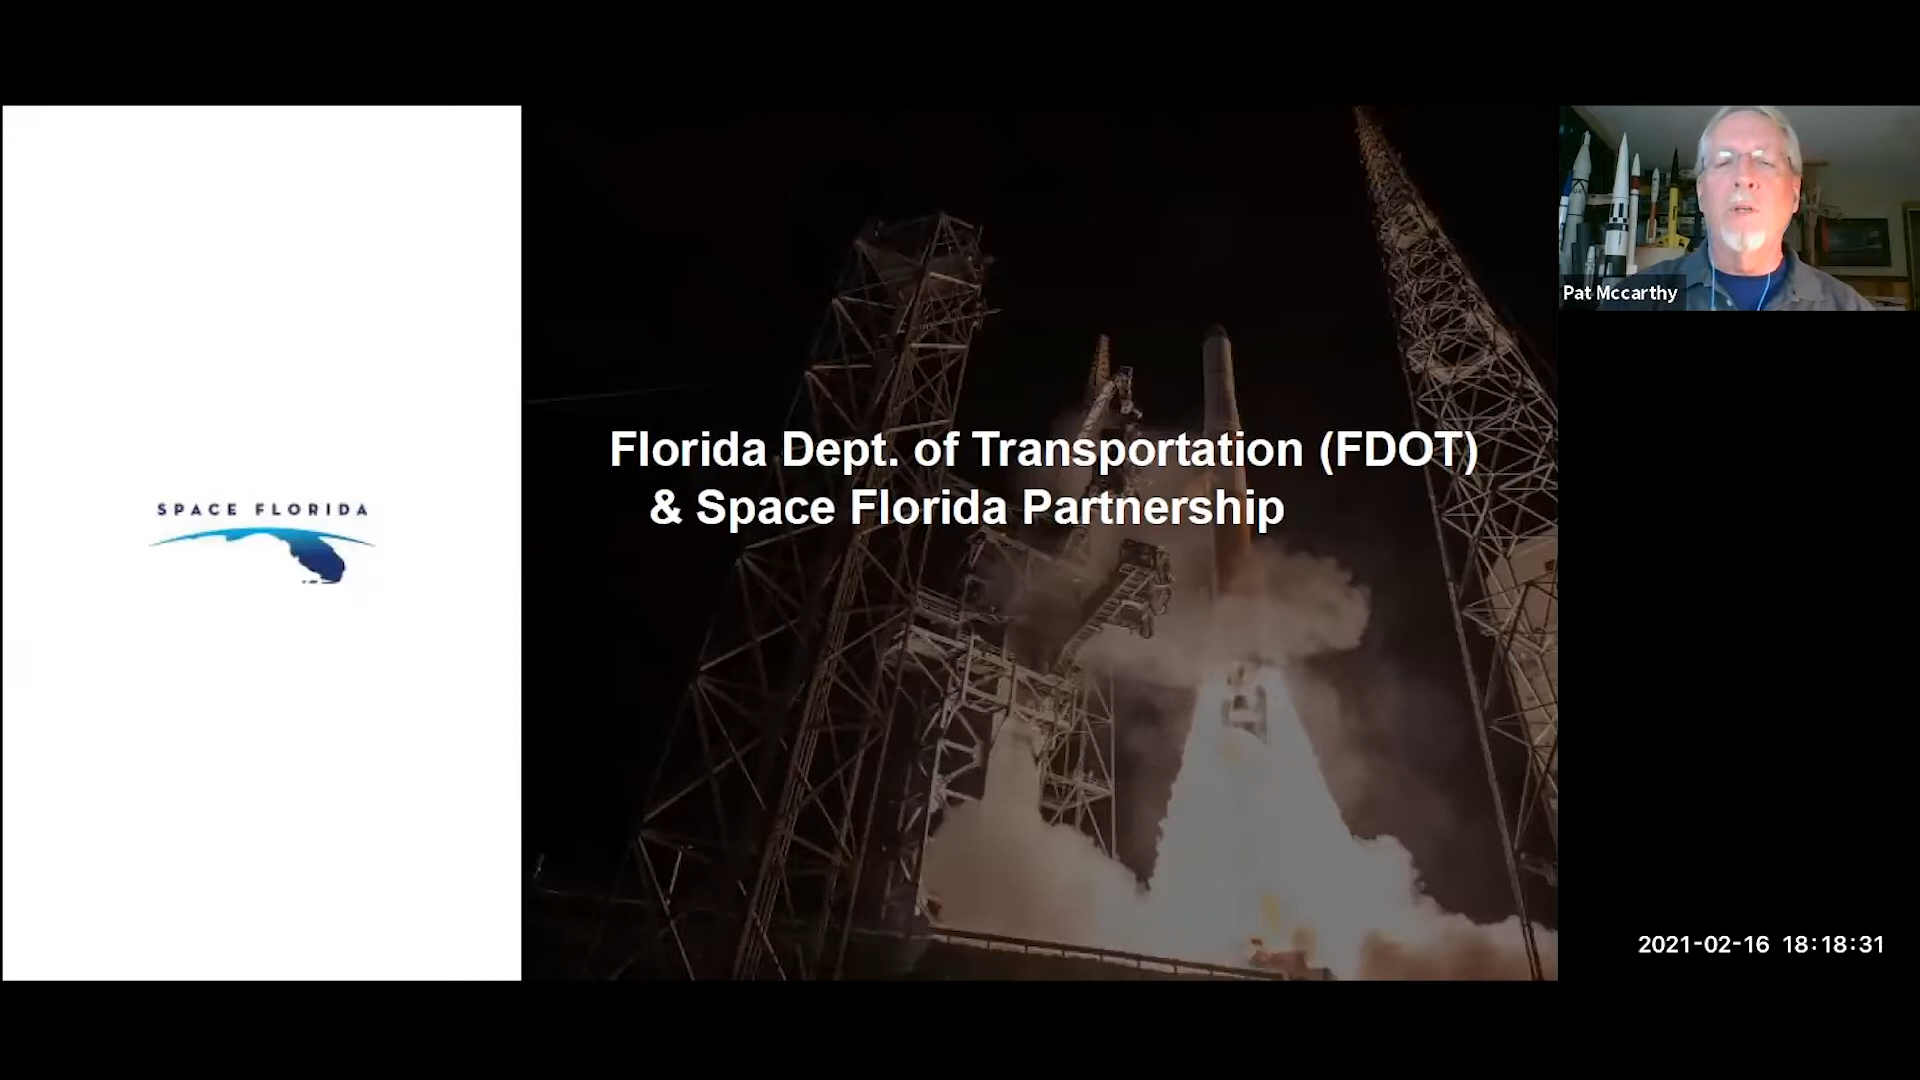 SPACE FLORIDA
Florida Dept. of Transportation (FDOT)
& Space Florida Partnership
Pat Mccarthy
2021-02-16 18:18:31